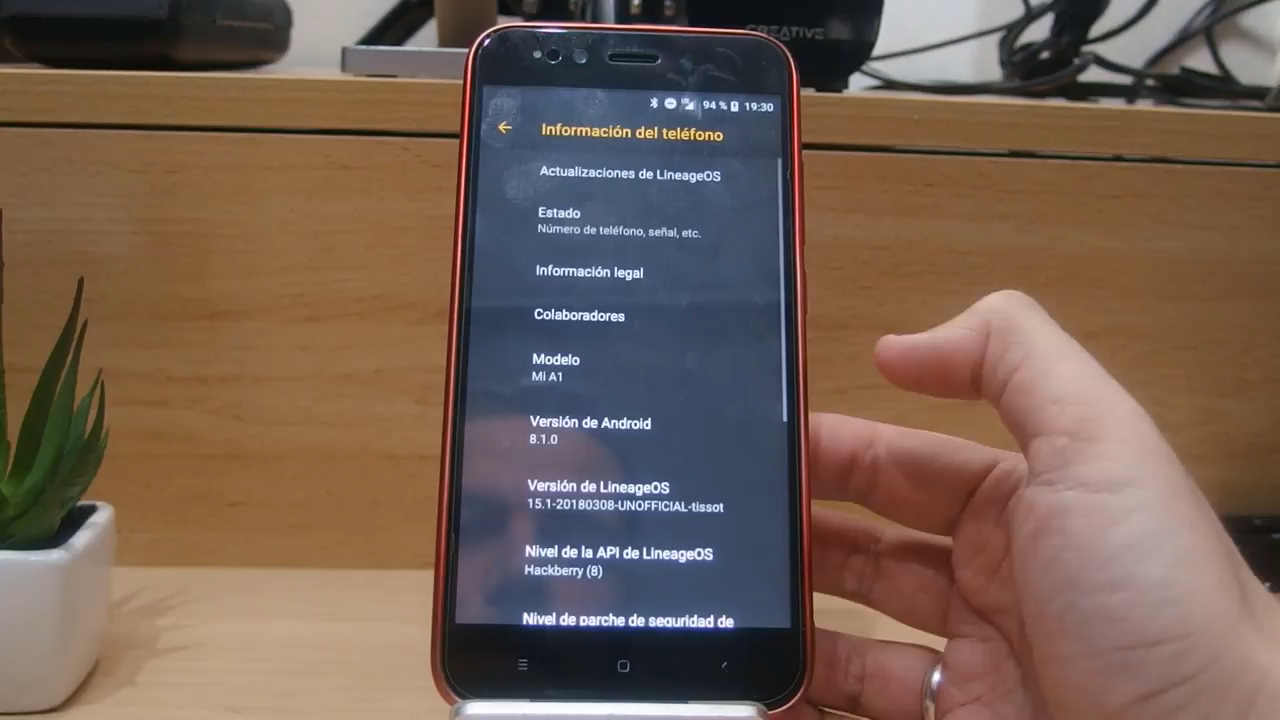 CREATIVE
94 % 19:30
Información del teléfono
Actualizaciones de LineageOS
Estado
Número de teléfono, señal, etc.
Información legal
Colaboradores
Modelo
Mi A1
Versión de Android
8.1.0
Versión de LineageOS
15.1-20180308-UNOFFICIAL-tissot
Nivel de la API de LineageOS
Hackberry (8)
Nivel de parche de seguridad de